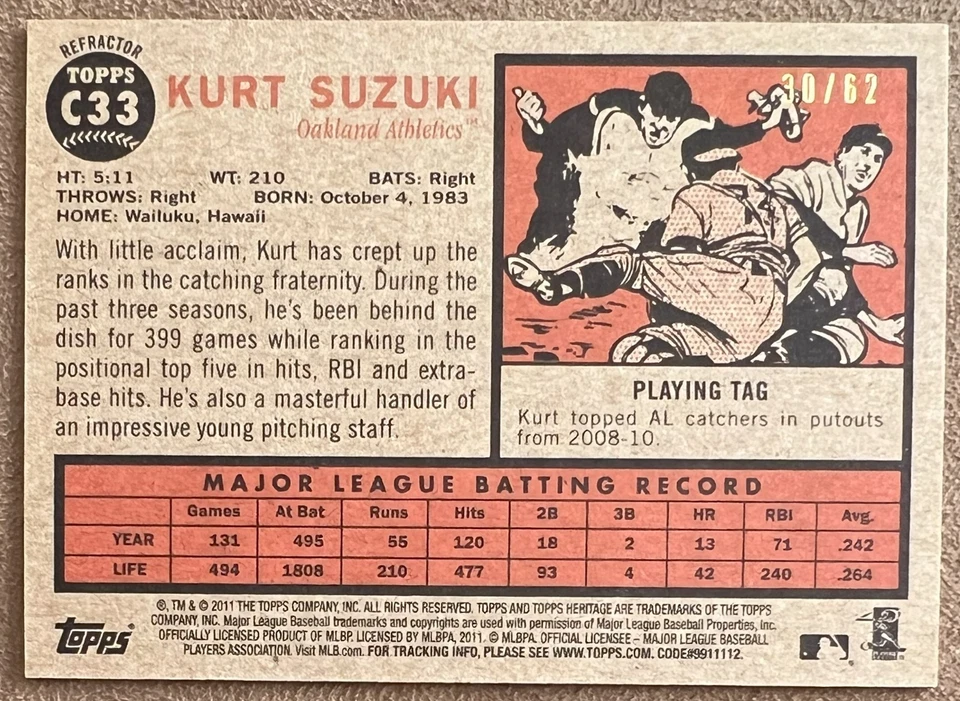 REFRACTOR
TOPPS
C33
KURT SUZUKI
Oakland Athletics™
30/62
HT: 5:11 WT: 210 BATS: Right
THROWS: Right BORN: October 4, 1983
HOME: Wailuku, Hawaii
With little acclaim, Kurt has crept up the
ranks in the catching fraternity. During the
past three seasons, he's been behind the
dish for 399 games while ranking in the
positional top five in hits, RBI and extra-
base hits. He's also a masterful handler of
an impressive young pitching staff.
PLAYING TAG
Kurt topped AL catchers in putouts
from 2008-10.
MAJOR LEAGUE BATTING RECORD
Games At Bat Runs Hits 2B 3B HR RBI Avg.
YEAR 131 495 55 120 18 2 13 71 .242
LIFE 494 1808 210 477 93 4 42 240 .264
®, TM & © 2011 THE TOPPS COMPANY, INC. ALL RIGHTS RESERVED. TOPPS AND TOPPS HERITAGE ARE TRADEMARKS OF THE TOPPS
COMPANY, INC. Major League Baseball trademarks and copyrights are used with permission of Major League Baseball Properties, Inc.
OFFICIALLY LICENSED PRODUCT OF MLBP. LICENSED BY MLBPA, 2011. © MLBPA. OFFICIAL LICENSEE – MAJOR LEAGUE BASEBALL
PLAYERS ASSOCIATION. Visit MLB.com. FOR TRACKING INFO, PLEASE SEE WWW.TOPPS.COM. CODE#9911112.
Topps